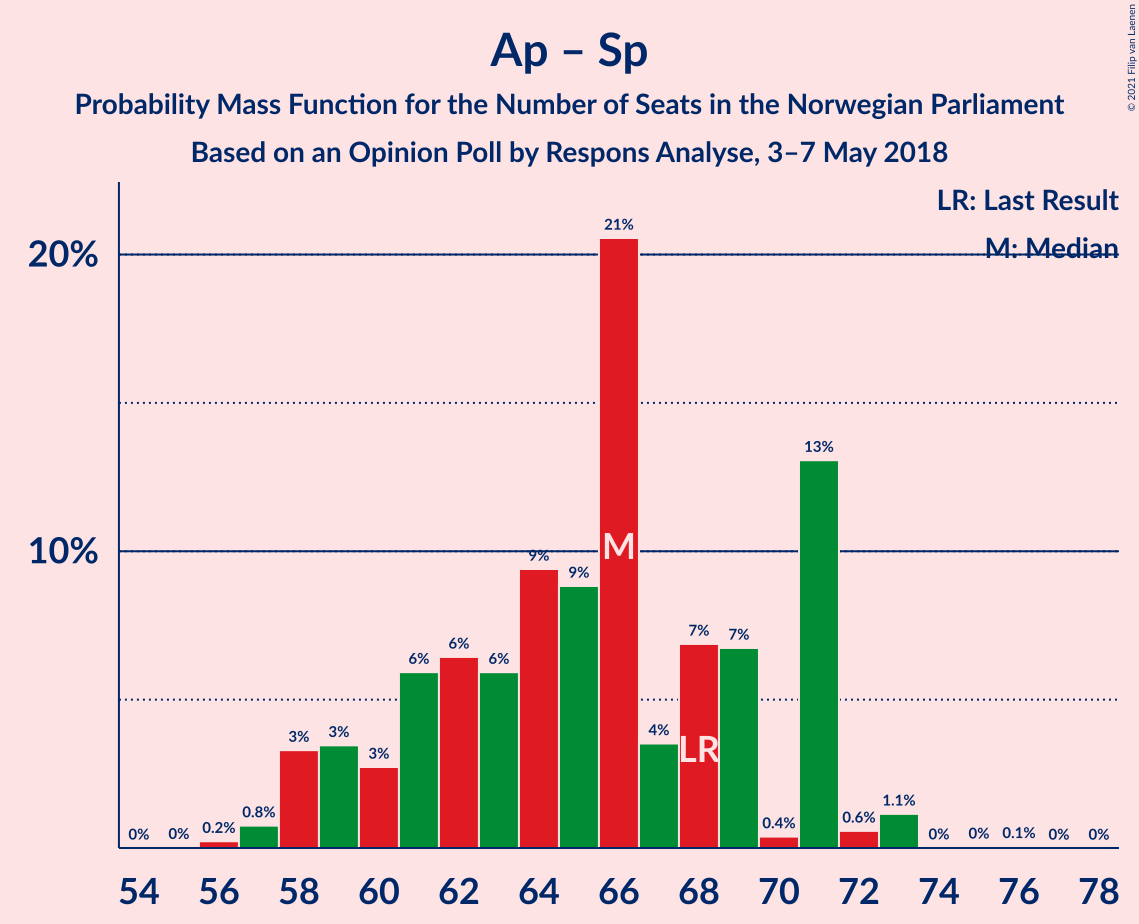 Ap – Sp
Probability Mass Function for the Number of Seats in the Norwegian Parliament
Based on an Opinion Poll by Respons Analyse, 3–7 May 2018
© 2021 Filip van Laenen
LR: Last Result
M: Median
20%
10%
0% 0% 0.2% 0.8% 3% 3% 3% 6% 6% 6% 9% 9% 21% 4% 7% 7% 0.4% 13% 0.6% 1.1% 0% 0% 0.1% 0% 0%
M
LR
54 56 58 60 62 64 66 68 70 72 74 76 78